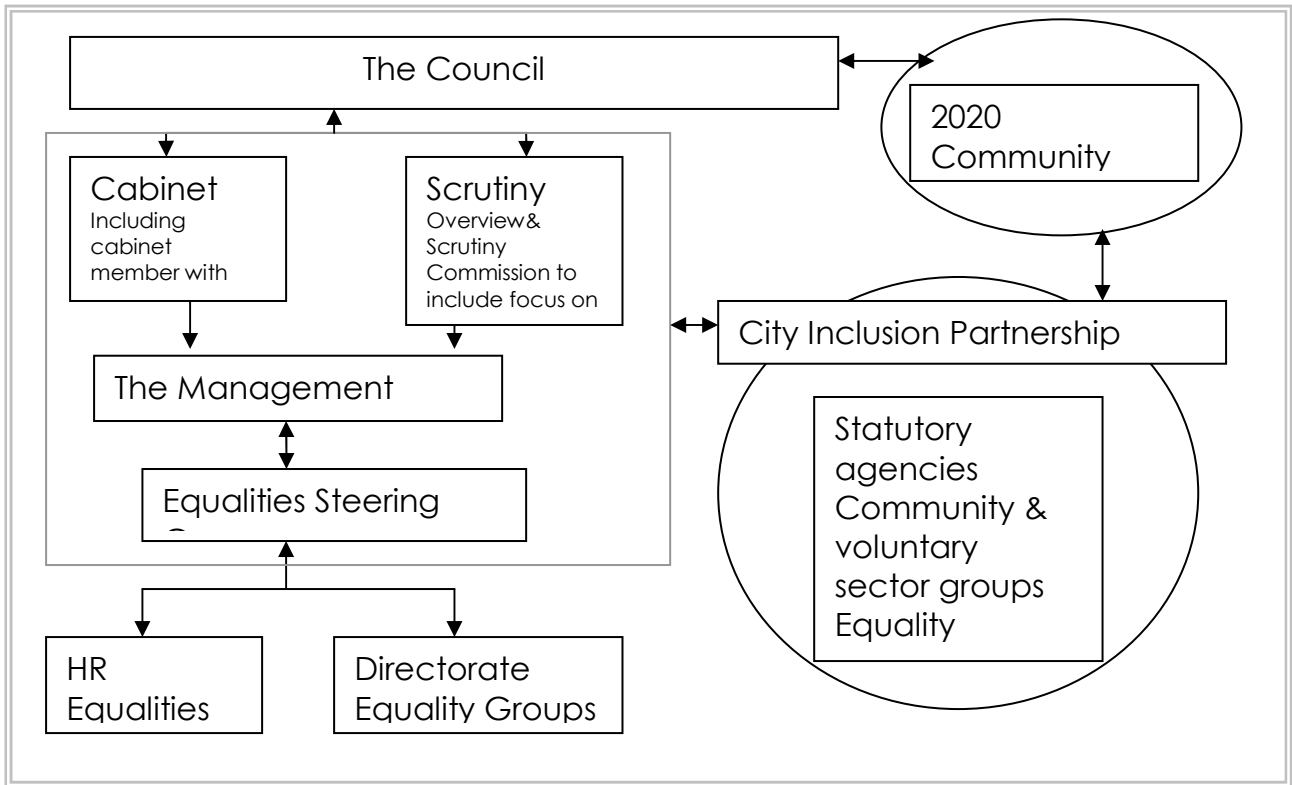 The Council
2020
Community
Cabinet
Including
cabinet
member with
Scrutiny
Overview&
Scrutiny
Commission to
include focus on
City Inclusion Partnership
The Management
Equalities Steering
Statutory
agencies
Community &
voluntary
sector groups
Equality
HR
Equalities
Directorate
Equality Groups